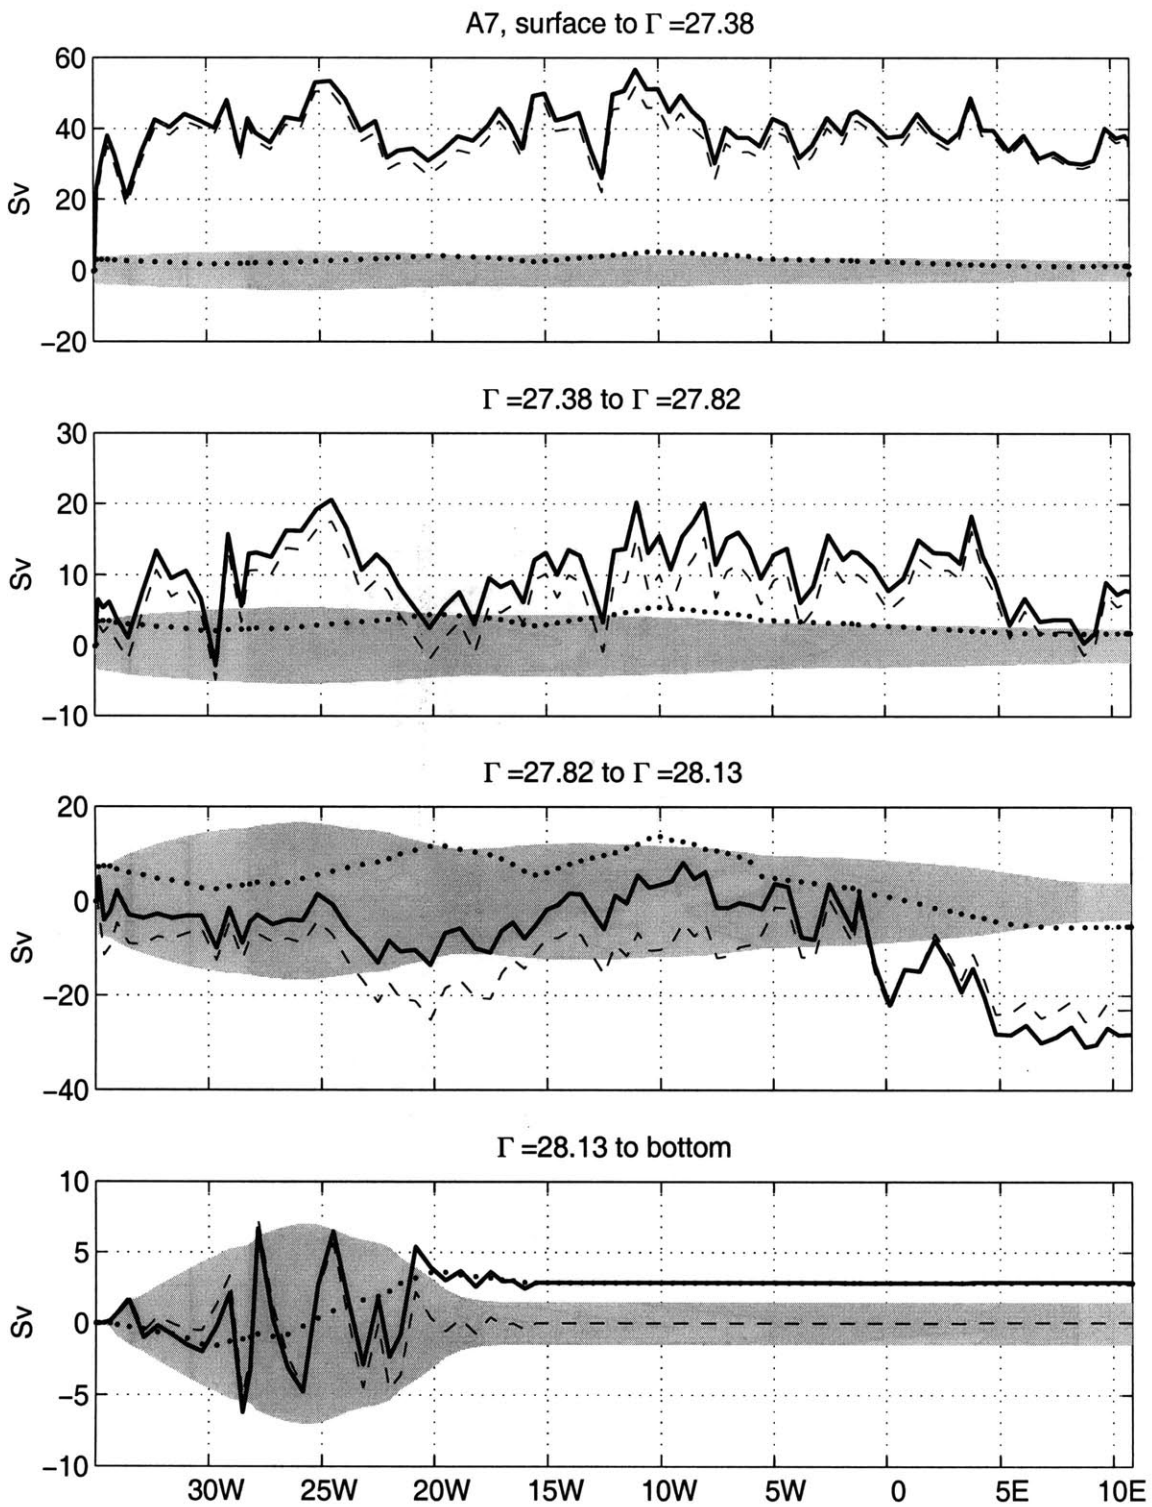 A7, surface to Γ =27.38
60
40
20
0
−20
Sv
Γ =27.38 to Γ =27.82
30
20
10
0
−10
Sv
Γ =27.82 to Γ =28.13
20
0
−20
−40
Sv
Γ =28.13 to bottom
10
5
0
−5
−10
Sv
30W 25W 20W 15W 10W 5W 0 5E 10E